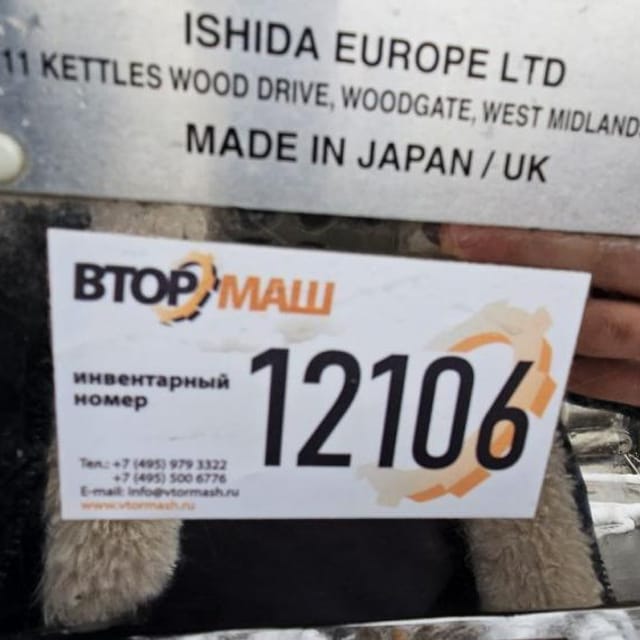 ISHIDA EUROPE LTD
11 KETTLES WOOD DRIVE, WOODGATE, WEST MIDLAND
MADE IN JAPAN / UK
ВТОРМАШ
инвентарный
номер
12106
Тел.: +7 (495) 979 3322
+7 (495) 500 6776
E-mail: info@vtormash.ru
www.vtormash.ru